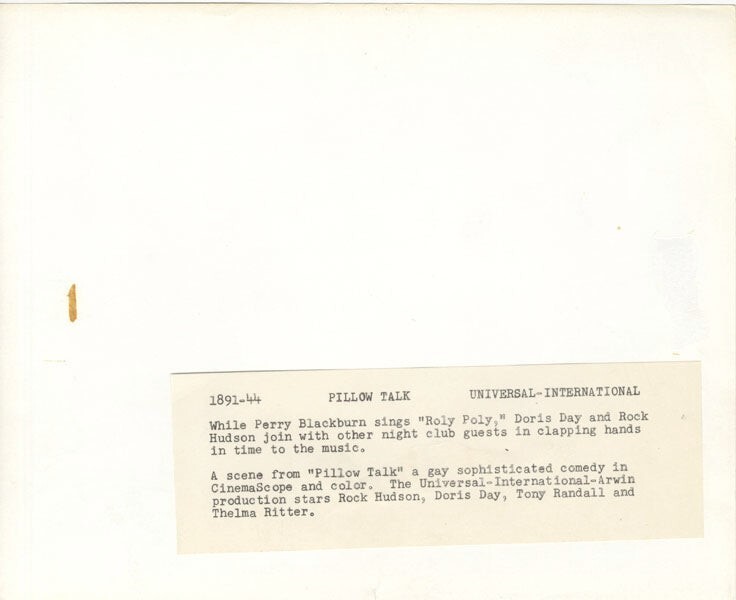 1891-44 PILLOW TALK UNIVERSAL-INTERNATIONAL
While Perry Blackburn sings "Roly Poly," Doris Day and Rock
Hudson join with other night club guests in clapping hands
in time to the music.
A scene from "Pillow Talk" a gay sophisticated comedy in
CinemaScope and color. The Universal-International-Arwin
production stars Rock Hudson, Doris Day, Tony Randall and
Thelma Ritter.